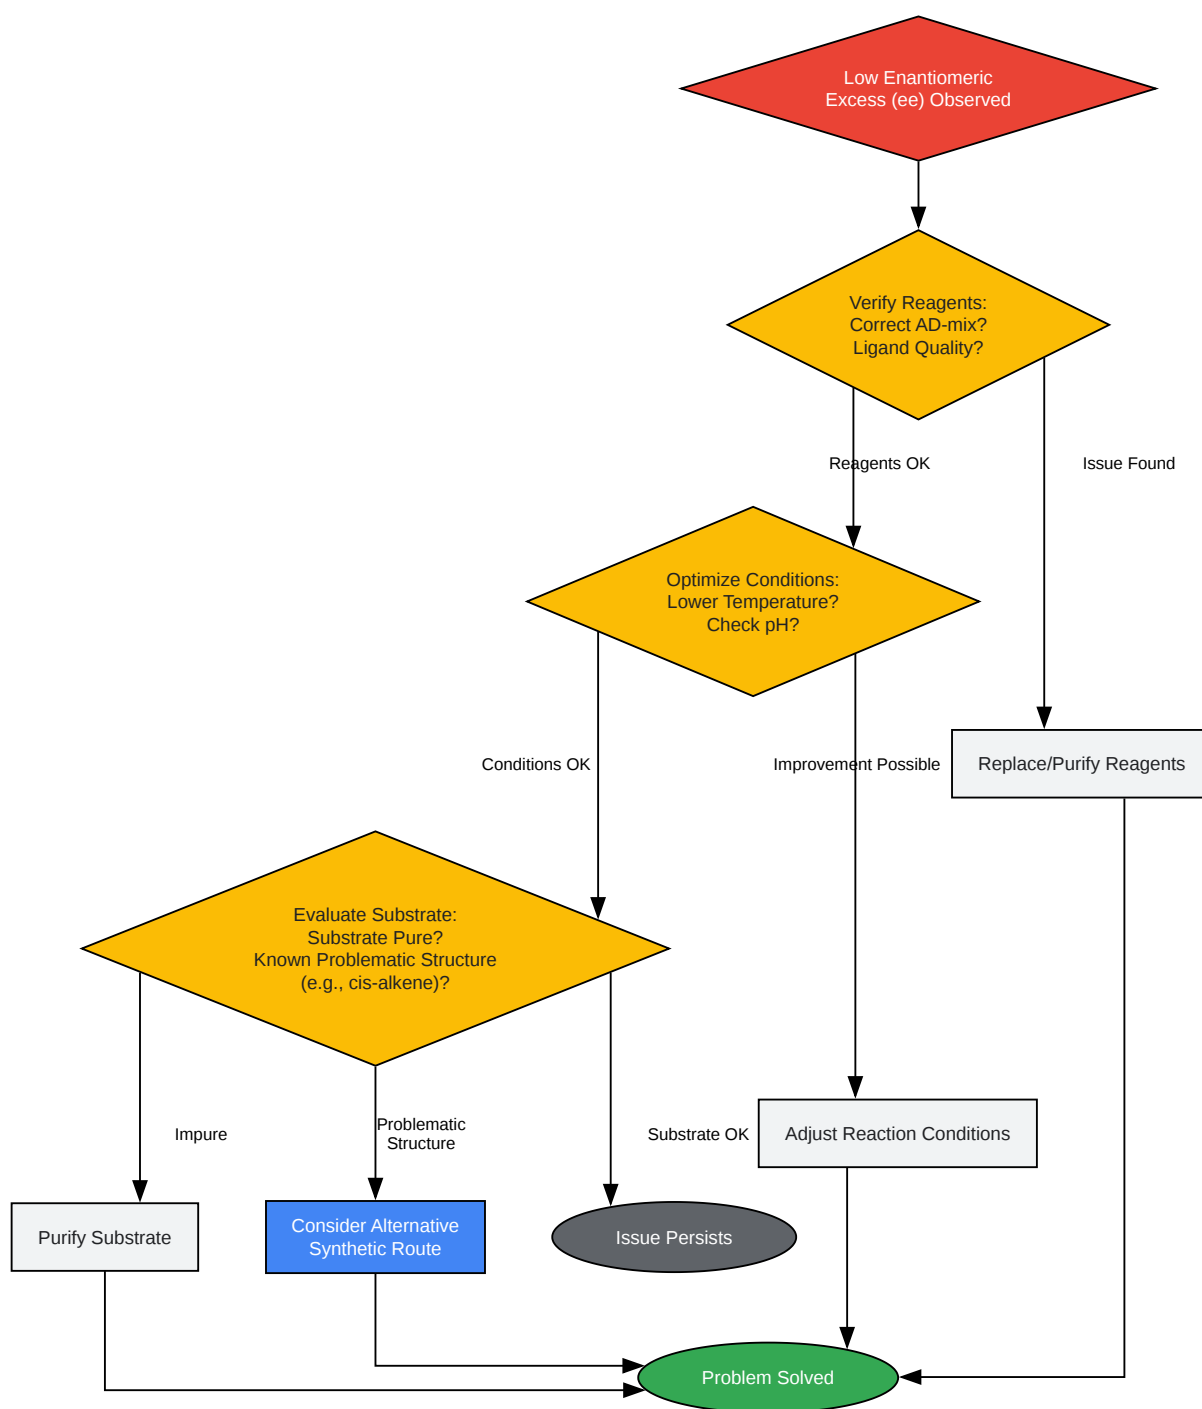 Low Enantiomeric
Excess (ee) Observed
Verify Reagents:
Correct AD-mix?
Ligand Quality?
Reagents OK
Issue Found
Optimize Conditions:
Lower Temperature?
Check pH?
Conditions OK
Improvement Possible
Replace/Purify Reagents
Evaluate Substrate:
Substrate Pure?
Known Problematic Structure
(e.g., cis-alkene)?
Impure
Problematic
Structure
Substrate OK
Adjust Reaction Conditions
Purify Substrate
Consider Alternative
Synthetic Route
Issue Persists
Problem Solved